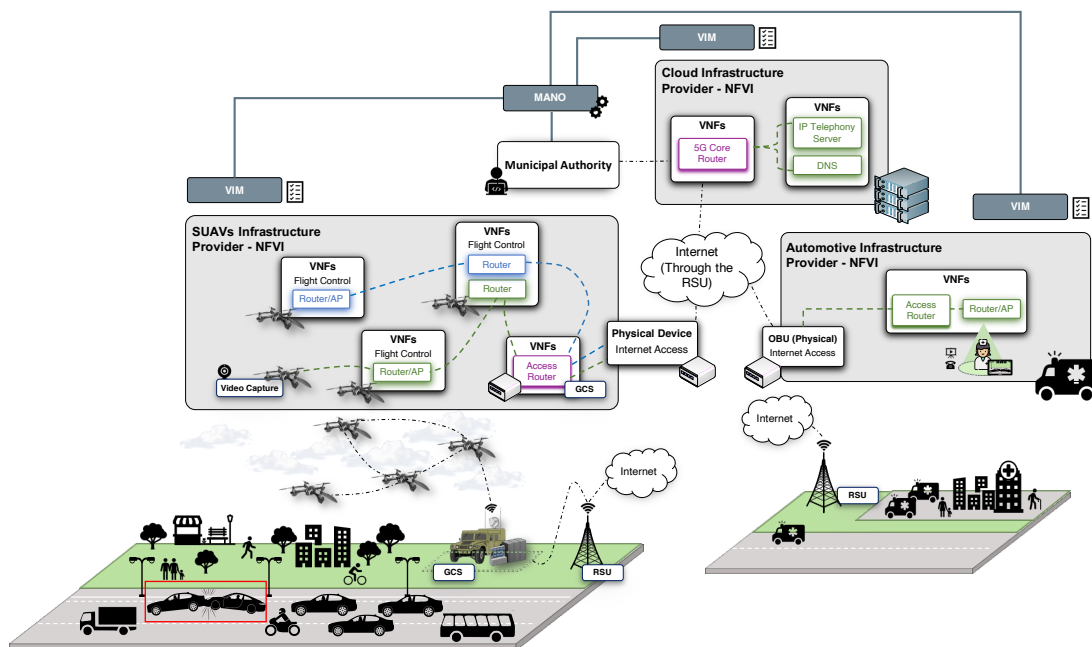 VIM
MANO
Municipal Authority
Cloud Infrastructure
Provider - NFVI
VNFs
5G Core
Router
VNFs
IP Telephony
Server
DNS
VIM
SUAVs Infrastructure
Provider - NFVI
VNFs
Flight Control
Router/AP
VNFs
Flight Control
Router
Router
VNFs
Flight Control
Router/AP
Video Capture
VNFs
Access
Router
GCS
Physical Device
Internet Access
Internet
(Through the
RSU)
VIM
Automotive Infrastructure
Provider - NFVI
VNFs
Access
Router
Router/AP
OBU (Physical)
Internet Access
Internet
GCS
RSU
Internet
RSU